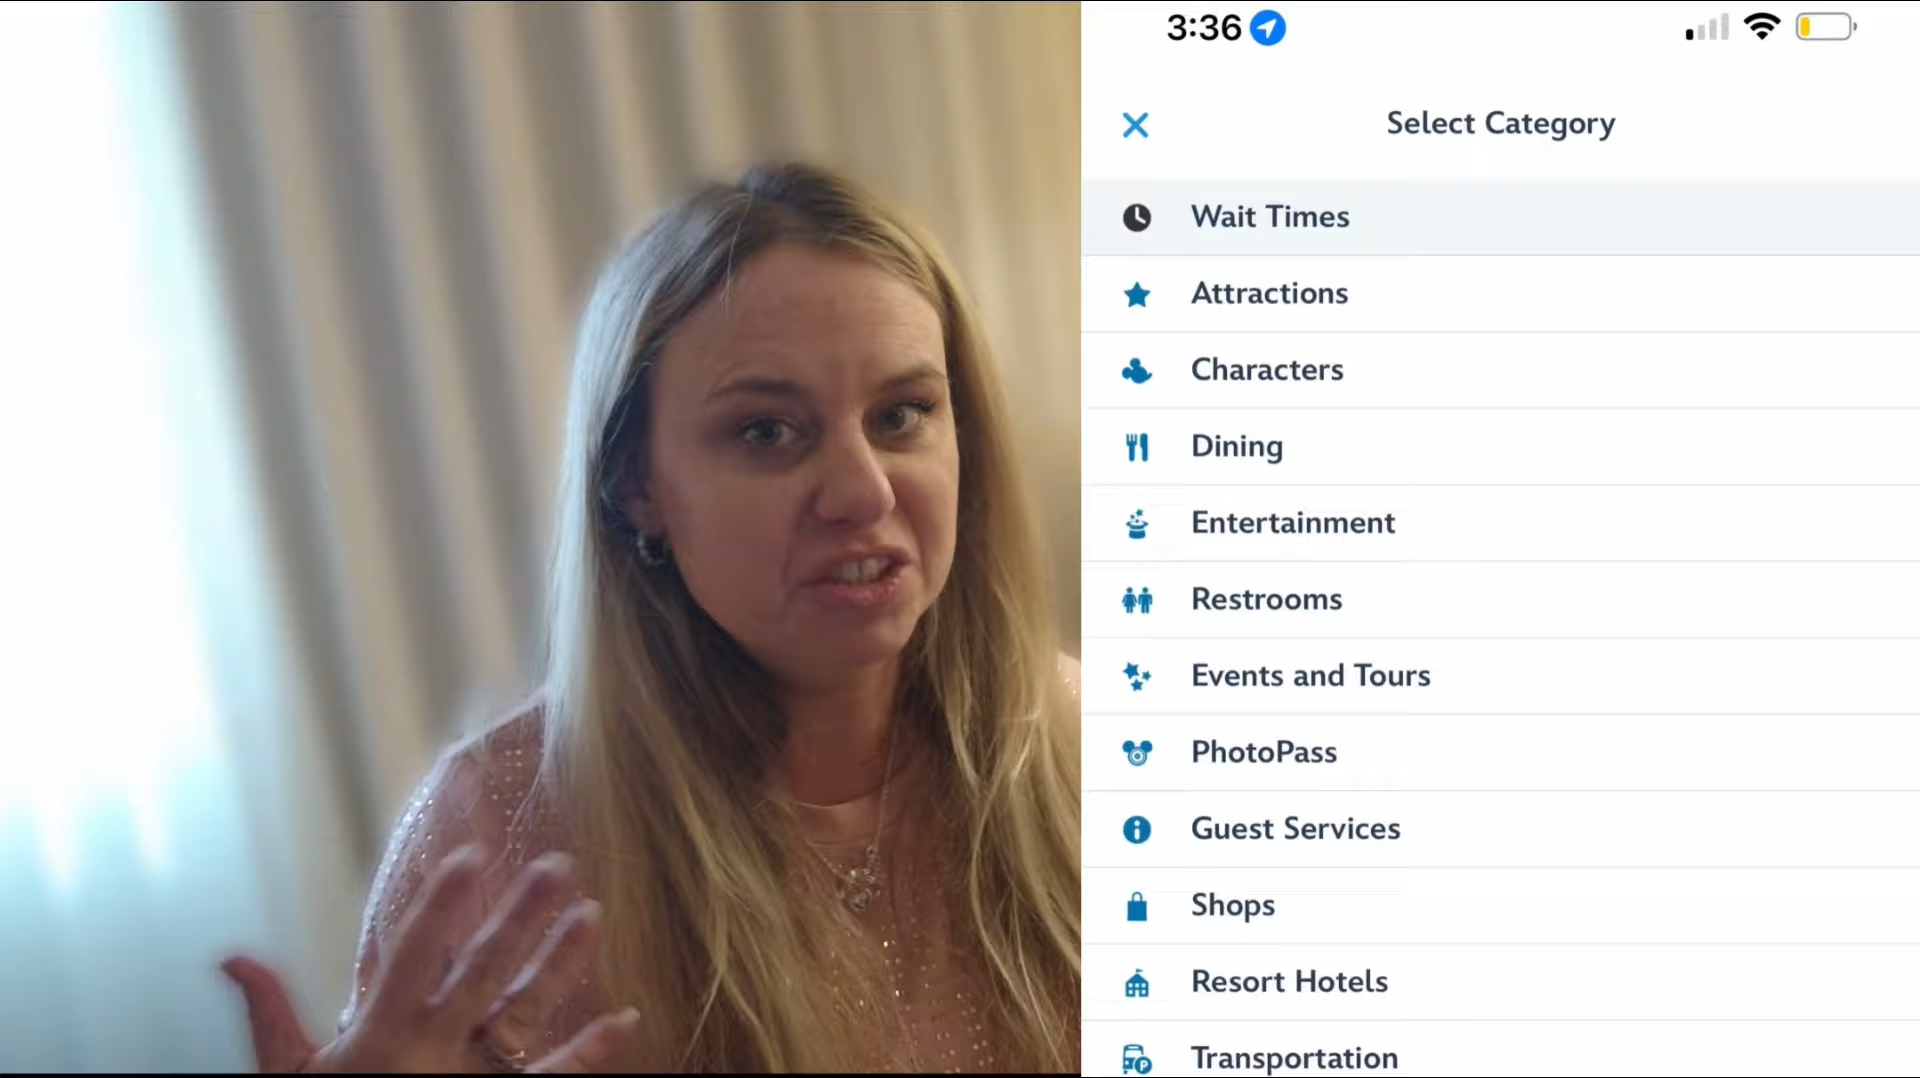 3:36
Select Category
Wait Times
Attractions
Characters
Dining
Entertainment
Restrooms
Events and Tours
PhotoPass
Guest Services
Shops
Resort Hotels
Transportation